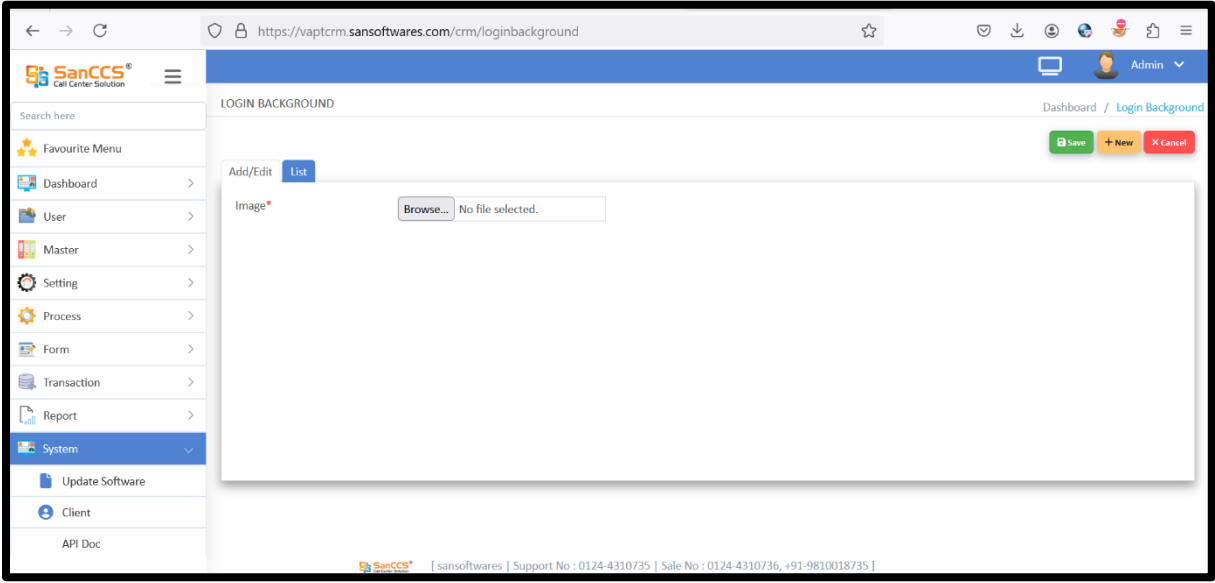 https://vaptcrm.sansoftwares.com/crm/loginbackground
SanCCS®
Call Center Solution
Admin
Search here
LOGIN BACKGROUND
Dashboard / Login Background
Save
+ New
X Cancel
Favourite Menu
Dashboard
User
Master
Setting
Process
Form
Transaction
Report
System
Update Software
Client
API Doc
Add/Edit
List
Image*
Browse... No file selected.
SanCCS® [ sansoftwares | Support No : 0124-4310735 | Sale No : 0124-4310736, +91-9810018735 ]